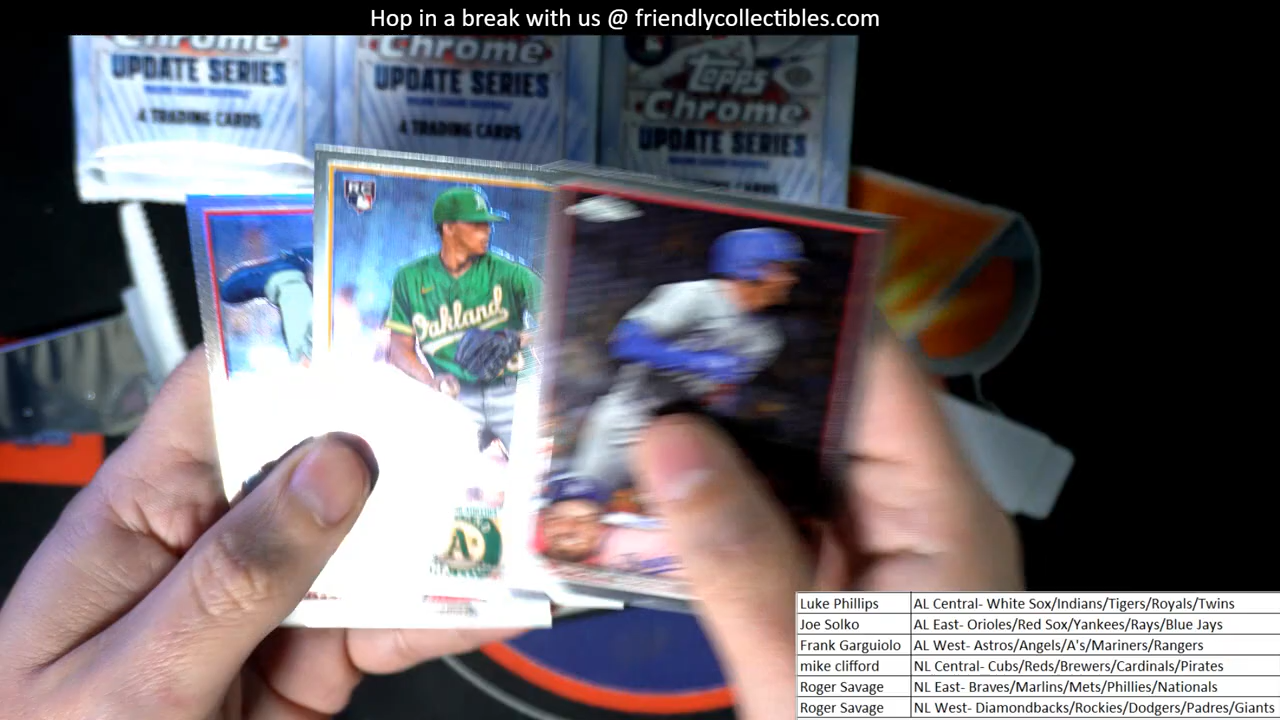 Hop in a break with us @ friendlycollectibles.com
Chrome
UPDATE SERIES
4 TRADING CARDS
Chrome
UPDATE SERIES
4 TRADING CARDS
Topps
Chrome
UPDATE SERIES
RC
Oakland
A's
Luke Phillips AL Central- White Sox/Indians/Tigers/Royals/Twins
Joe Solko AL East- Orioles/Red Sox/Yankees/Rays/Blue Jays
Frank Garguiolo AL West- Astros/Angels/A's/Mariners/Rangers
mike clifford NL Central- Cubs/Reds/Brewers/Cardinals/Pirates
Roger Savage NL East- Braves/Marlins/Mets/Phillies/Nationals
Roger Savage NL West- Diamondbacks/Rockies/Dodgers/Padres/Giants